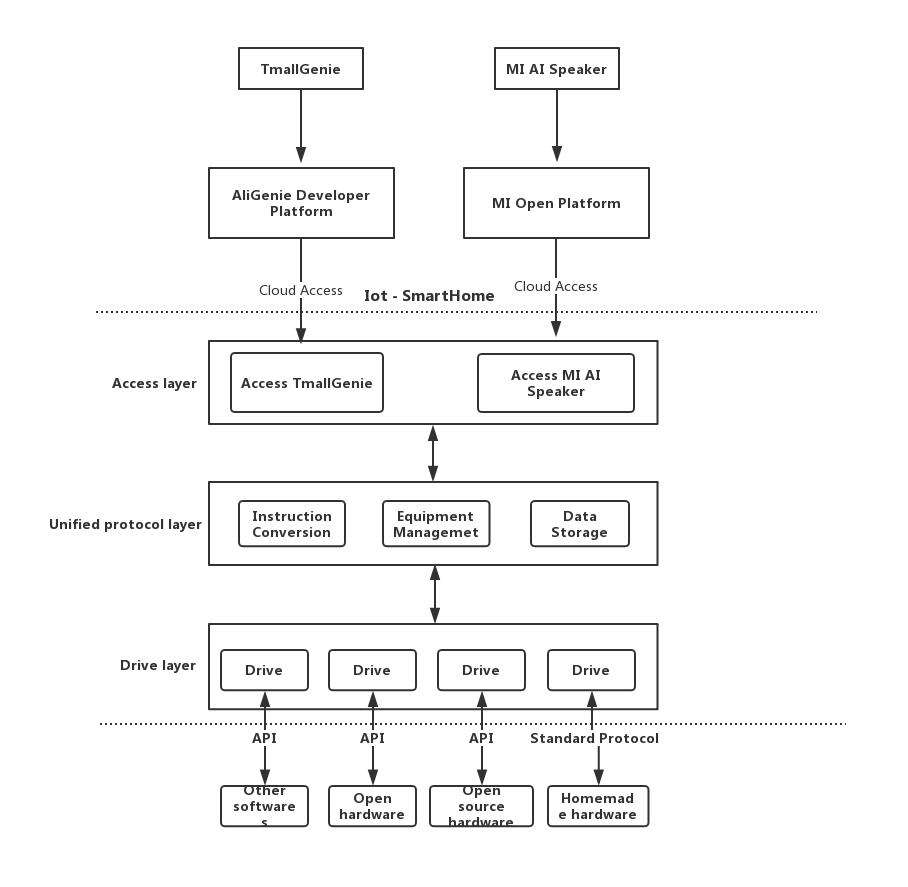 TmallGenie
MI AI Speaker
AliGenie Developer
Platform
MI Open Platform
Cloud Access
Iot - SmartHome
Cloud Access
Access layer
Access TmallGenie
Access MI AI
Speaker
Unified protocol layer
Instruction
Conversion
Equipment
Managemet
Data
Storage
Drive layer
Drive
Drive
Drive
Drive
API
API
API
Standard Protocol
Other
software
s
Open
hardware
Open
source
hardware
Homemad
e hardware